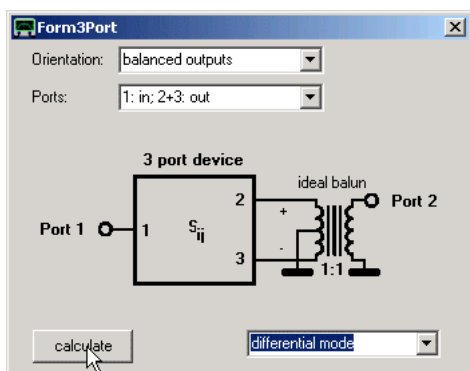 Form3Port
Orientation: balanced outputs
Ports: 1: in; 2+3: out
3 port device
ideal balun
2
+
Port 2
Port 1
1
Sij
-
3
1:1
calculate
differential mode